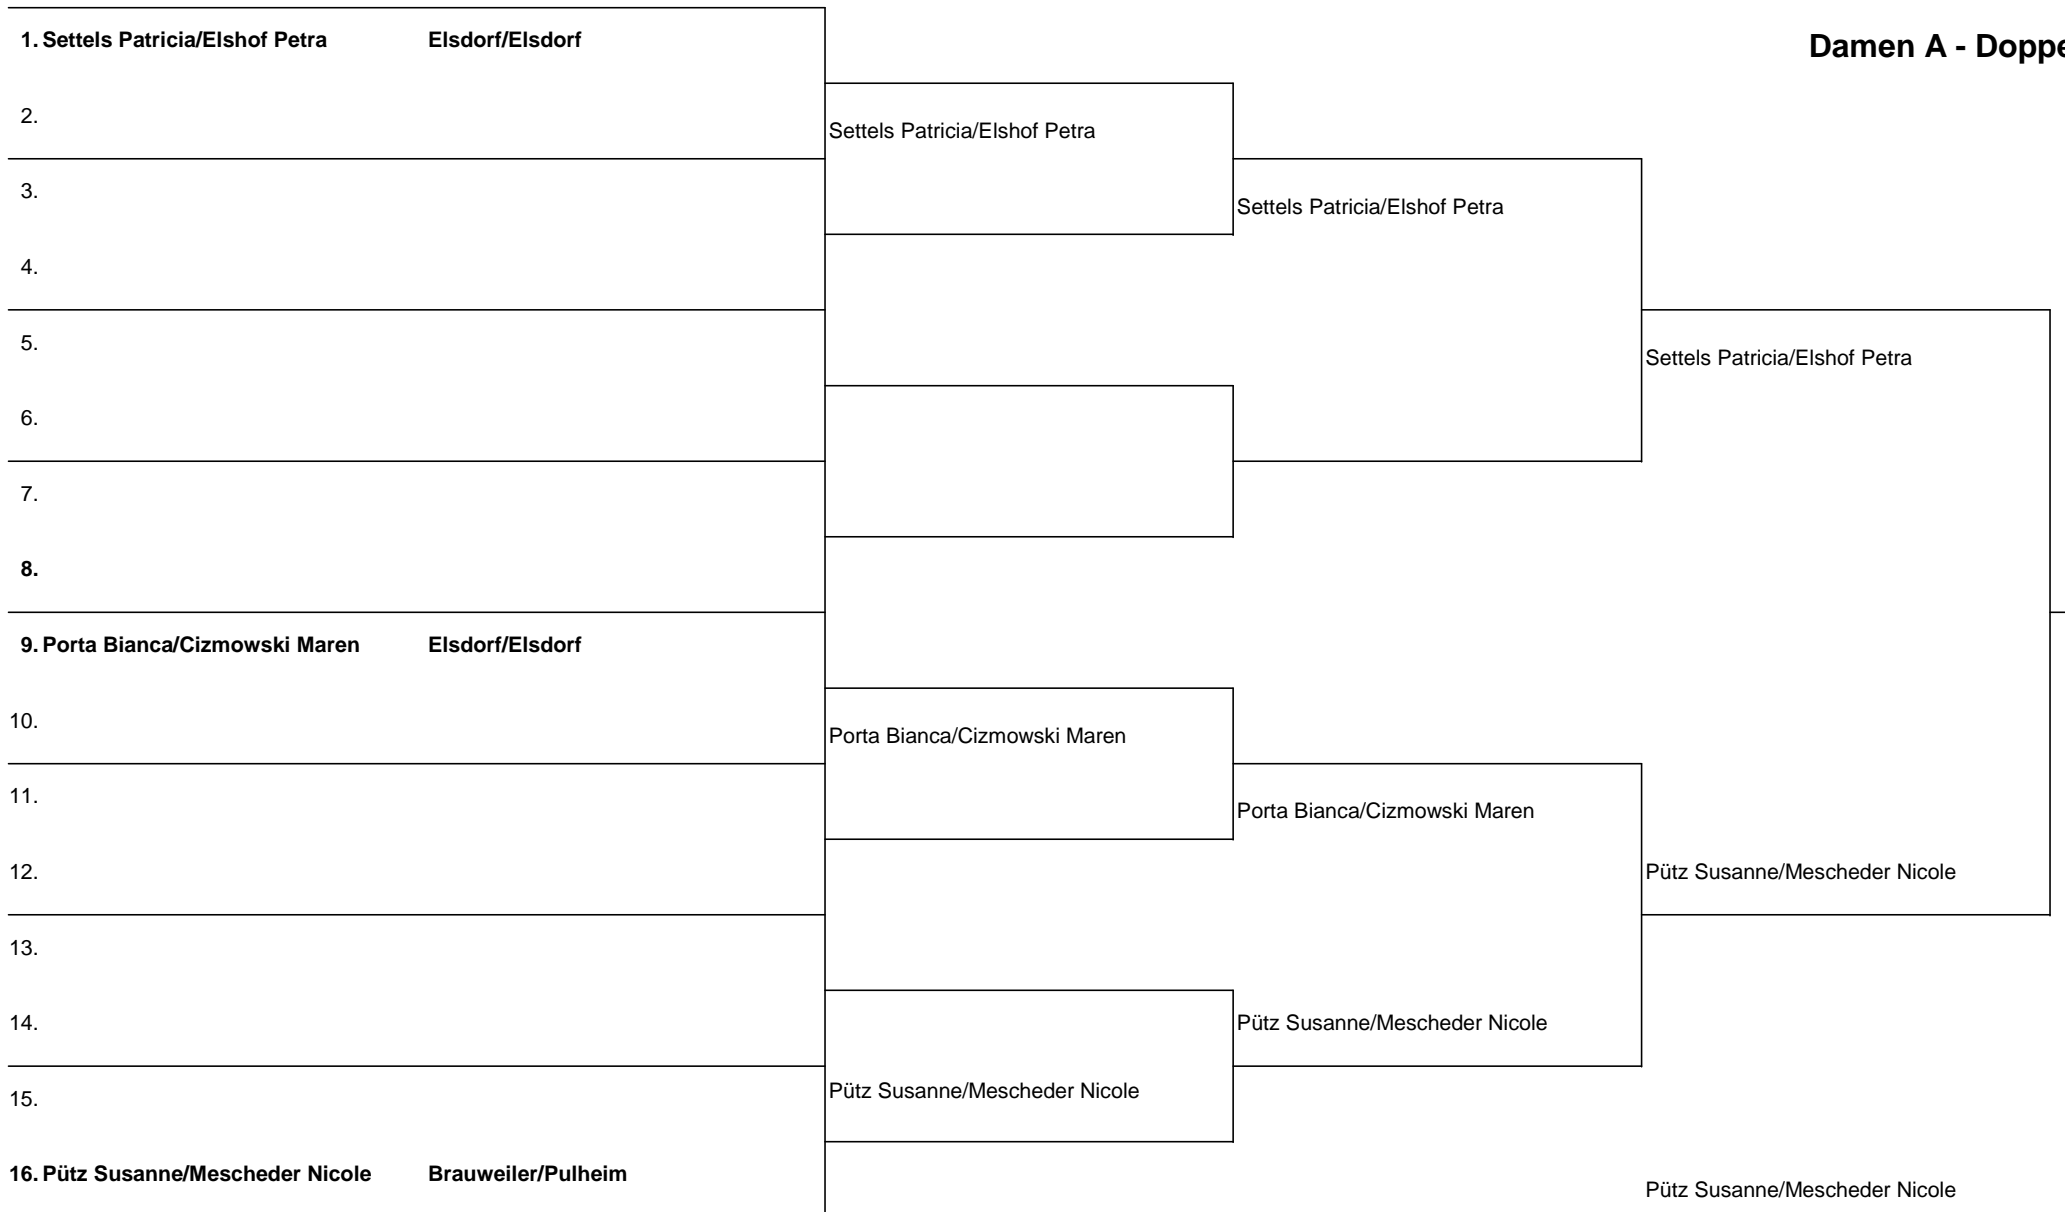 1. Settels Patricia/Elshof Petra Elsdorf/Elsdorf
Damen A - Doppe
2.
Settels Patricia/Elshof Petra
3.
Settels Patricia/Elshof Petra
4.
5.
Settels Patricia/Elshof Petra
6.
7.
8.
9. Porta Bianca/Cizmowski Maren Elsdorf/Elsdorf
10.
Porta Bianca/Cizmowski Maren
11.
Porta Bianca/Cizmowski Maren
12.
Pütz Susanne/Mescheder Nicole
13.
14.
Pütz Susanne/Mescheder Nicole
15.
Pütz Susanne/Mescheder Nicole
16. Pütz Susanne/Mescheder Nicole Brauweiler/Pulheim
Pütz Susanne/Mescheder Nicole